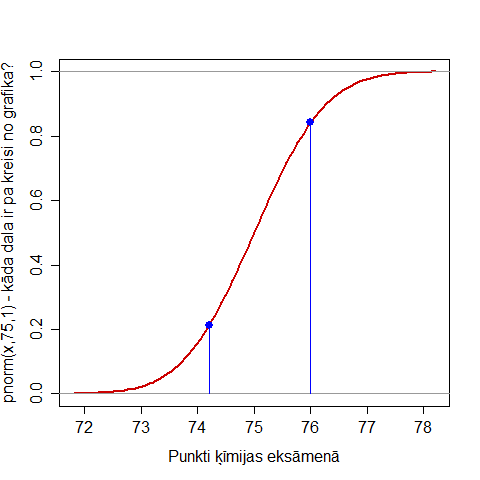 pnorm(x,75,1) - kāda daļa ir pa kreisi no grafika?
1.0
0.8
0.6
0.4
0.2
0.0
72 73 74 75 76 77 78
Punkti ķīmijas eksāmenā